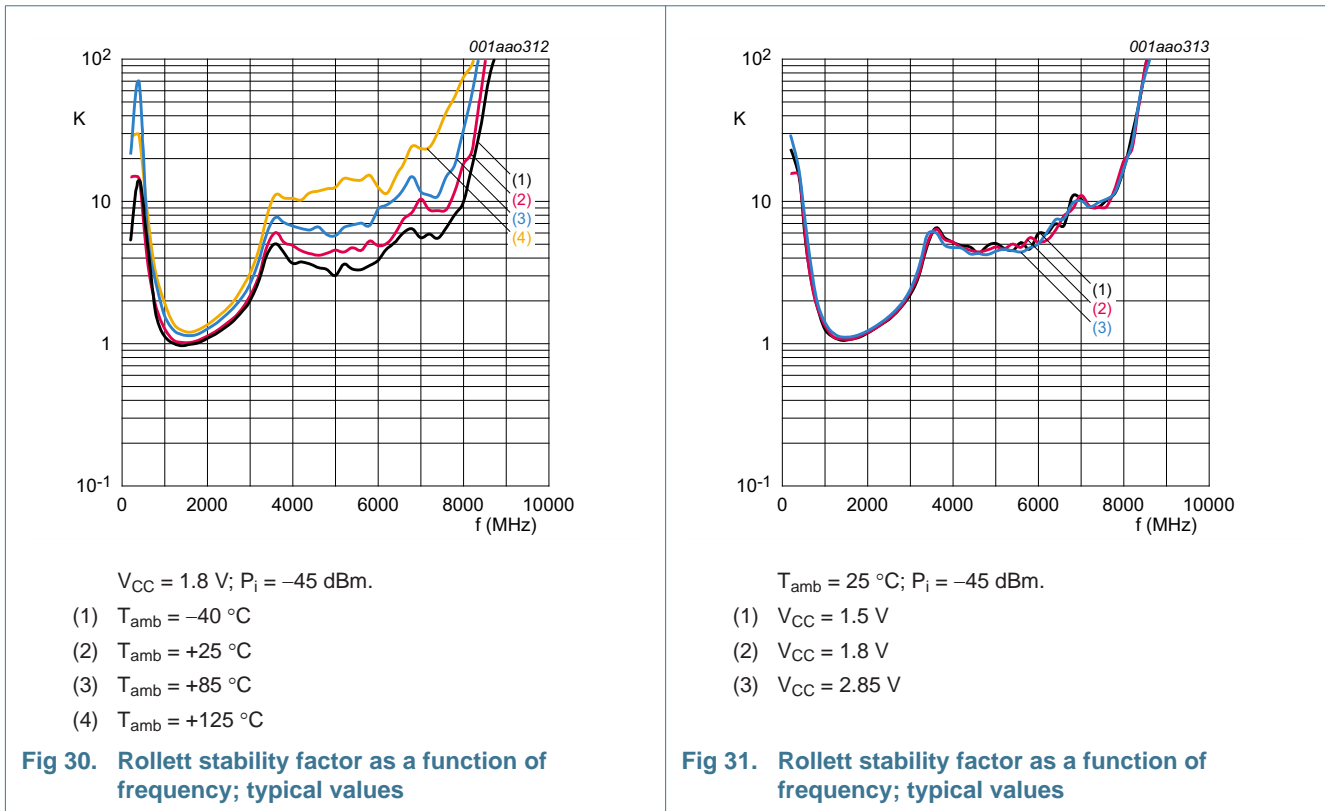 001aao312
10²
K
10
1
10⁻¹
0 2000 4000 6000 8000 10000
f (MHz)
(1)
(2)
(3)
(4)
V_CC = 1.8 V; P_i = −45 dBm.
(1) T_amb = −40 °C
(2) T_amb = +25 °C
(3) T_amb = +85 °C
(4) T_amb = +125 °C
Fig 30. Rollett stability factor as a function of
frequency; typical values
001aao313
10²
K
10
1
10⁻¹
0 2000 4000 6000 8000 10000
f (MHz)
(1)
(2)
(3)
T_amb = 25 °C; P_i = −45 dBm.
(1) V_CC = 1.5 V
(2) V_CC = 1.8 V
(3) V_CC = 2.85 V
Fig 31. Rollett stability factor as a function of
frequency; typical values